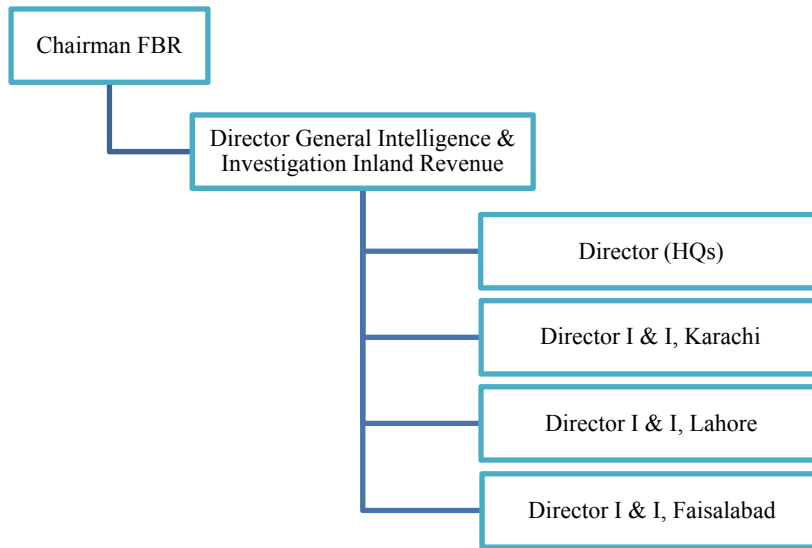 Chairman FBR
Director General Intelligence &
Investigation Inland Revenue
Director (HQs)
Director I & I, Karachi
Director I & I, Lahore
Director I & I, Faisalabad